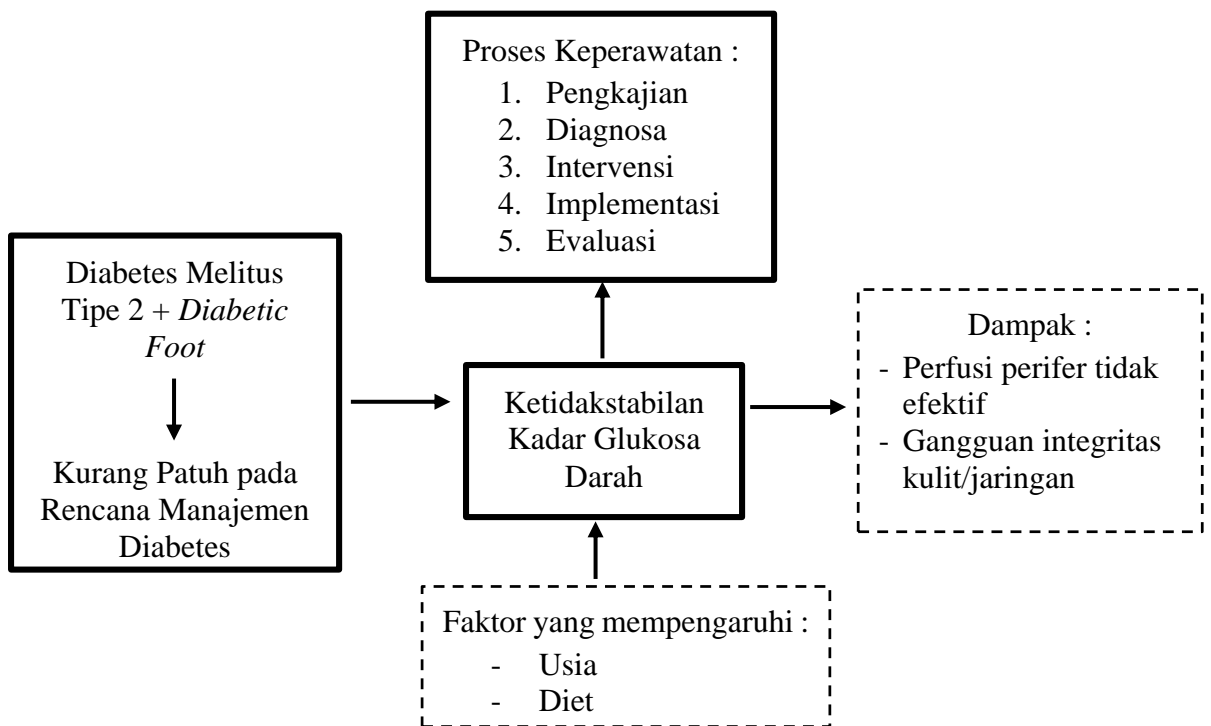 Proses Keperawatan :
1. Pengkajian
2. Diagnosa
3. Intervensi
4. Implementasi
5. Evaluasi
Diabetes Melitus
Tipe 2 + Diabetic
Foot
Kurang Patuh pada
Rencana Manajemen
Diabetes
Ketidakstabilan
Kadar Glukosa
Darah
Dampak :
- Perfusi perifer tidak
efektif
- Gangguan integritas
kulit/jaringan
Faktor yang mempengaruhi :
- Usia
- Diet